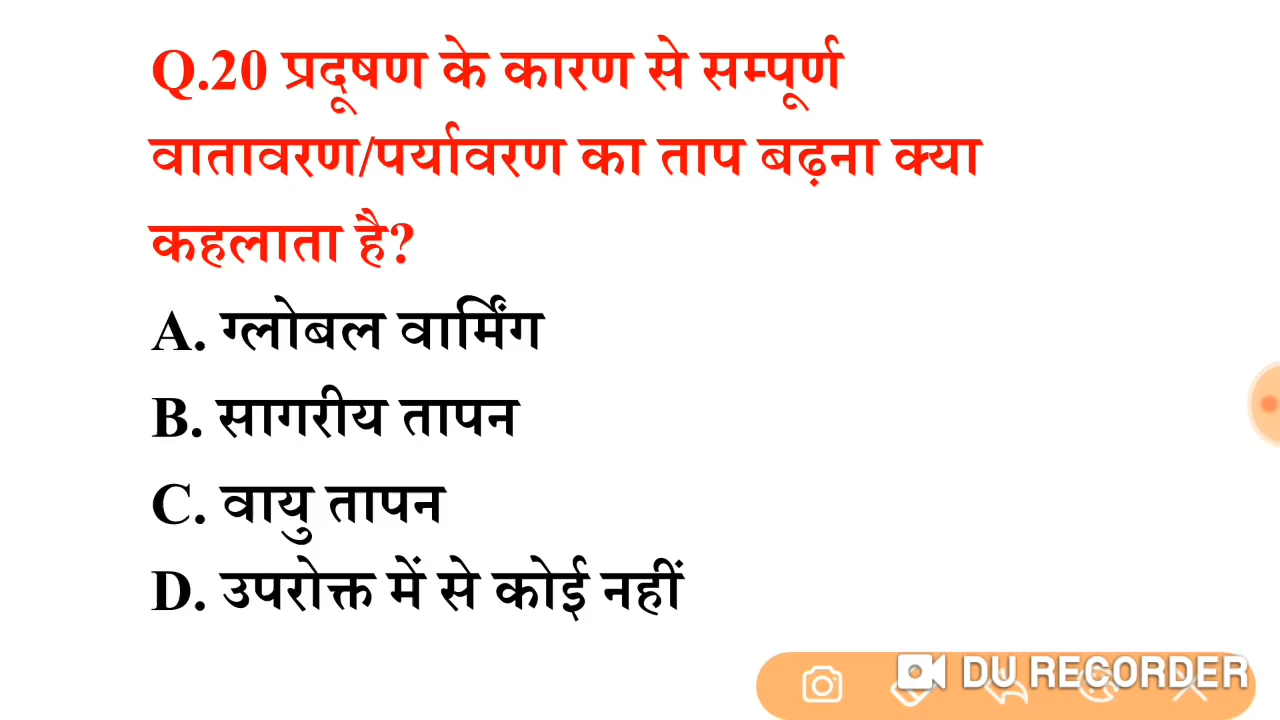 Q.20 प्रदूषण के कारण से सम्पूर्ण
वातावरण/पर्यावरण का ताप बढ़ना क्या
कहलाता है?
A. ग्लोबल वार्मिंग
B. सागरीय तापन
C. वायु तापन
D. उपरोक्त में से कोई नहीं
DU RECORDER